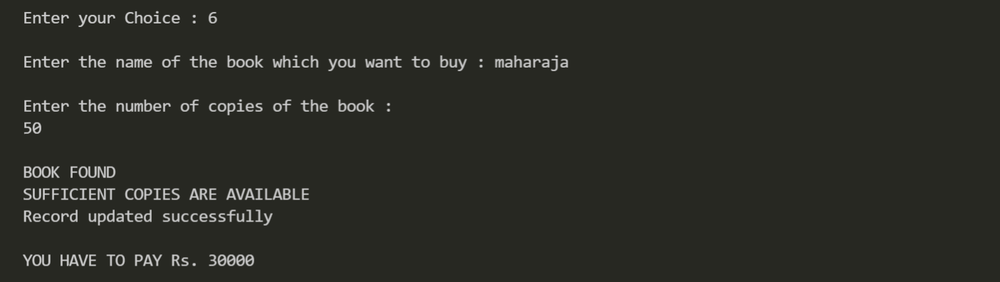 Enter your Choice : 6
Enter the name of the book which you want to buy : maharaja
Enter the number of copies of the book :
50
BOOK FOUND
SUFFICIENT COPIES ARE AVAILABLE
Record updated successfully
YOU HAVE TO PAY Rs. 30000